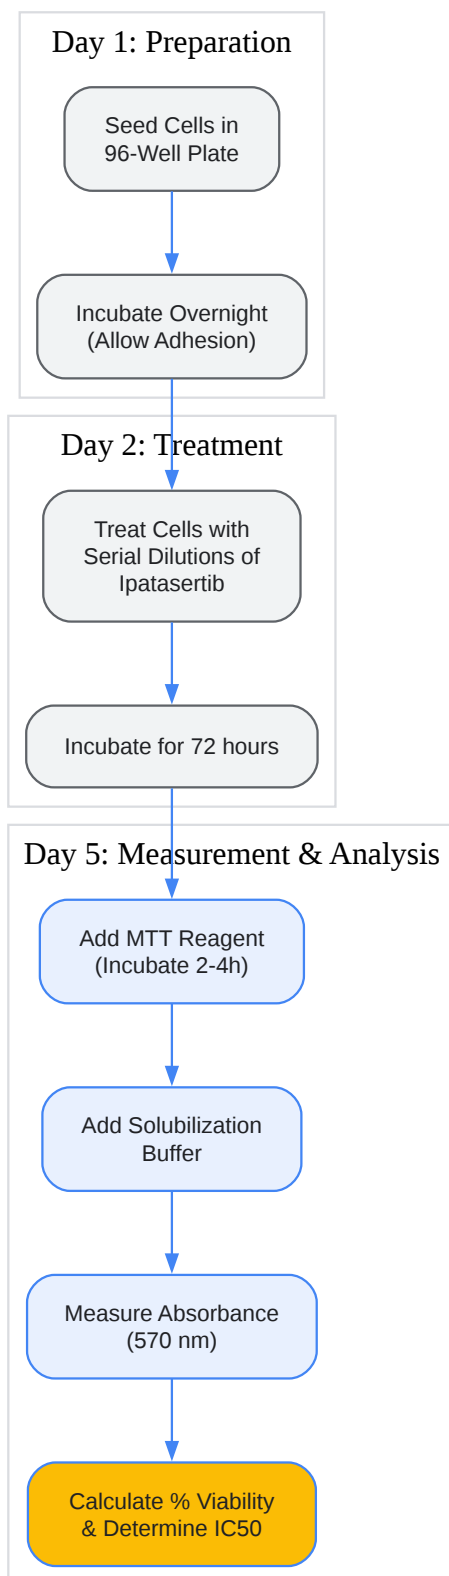 Day 1: Preparation
Seed Cells in
96-Well Plate
Incubate Overnight
(Allow Adhesion)
Day 2: Treatment
Treat Cells with
Serial Dilutions of
Ipatasertib
Incubate for 72 hours
Day 5: Measurement & Analysis
Add MTT Reagent
(Incubate 2-4h)
Add Solubilization
Buffer
Measure Absorbance
(570 nm)
Calculate % Viability
& Determine IC50